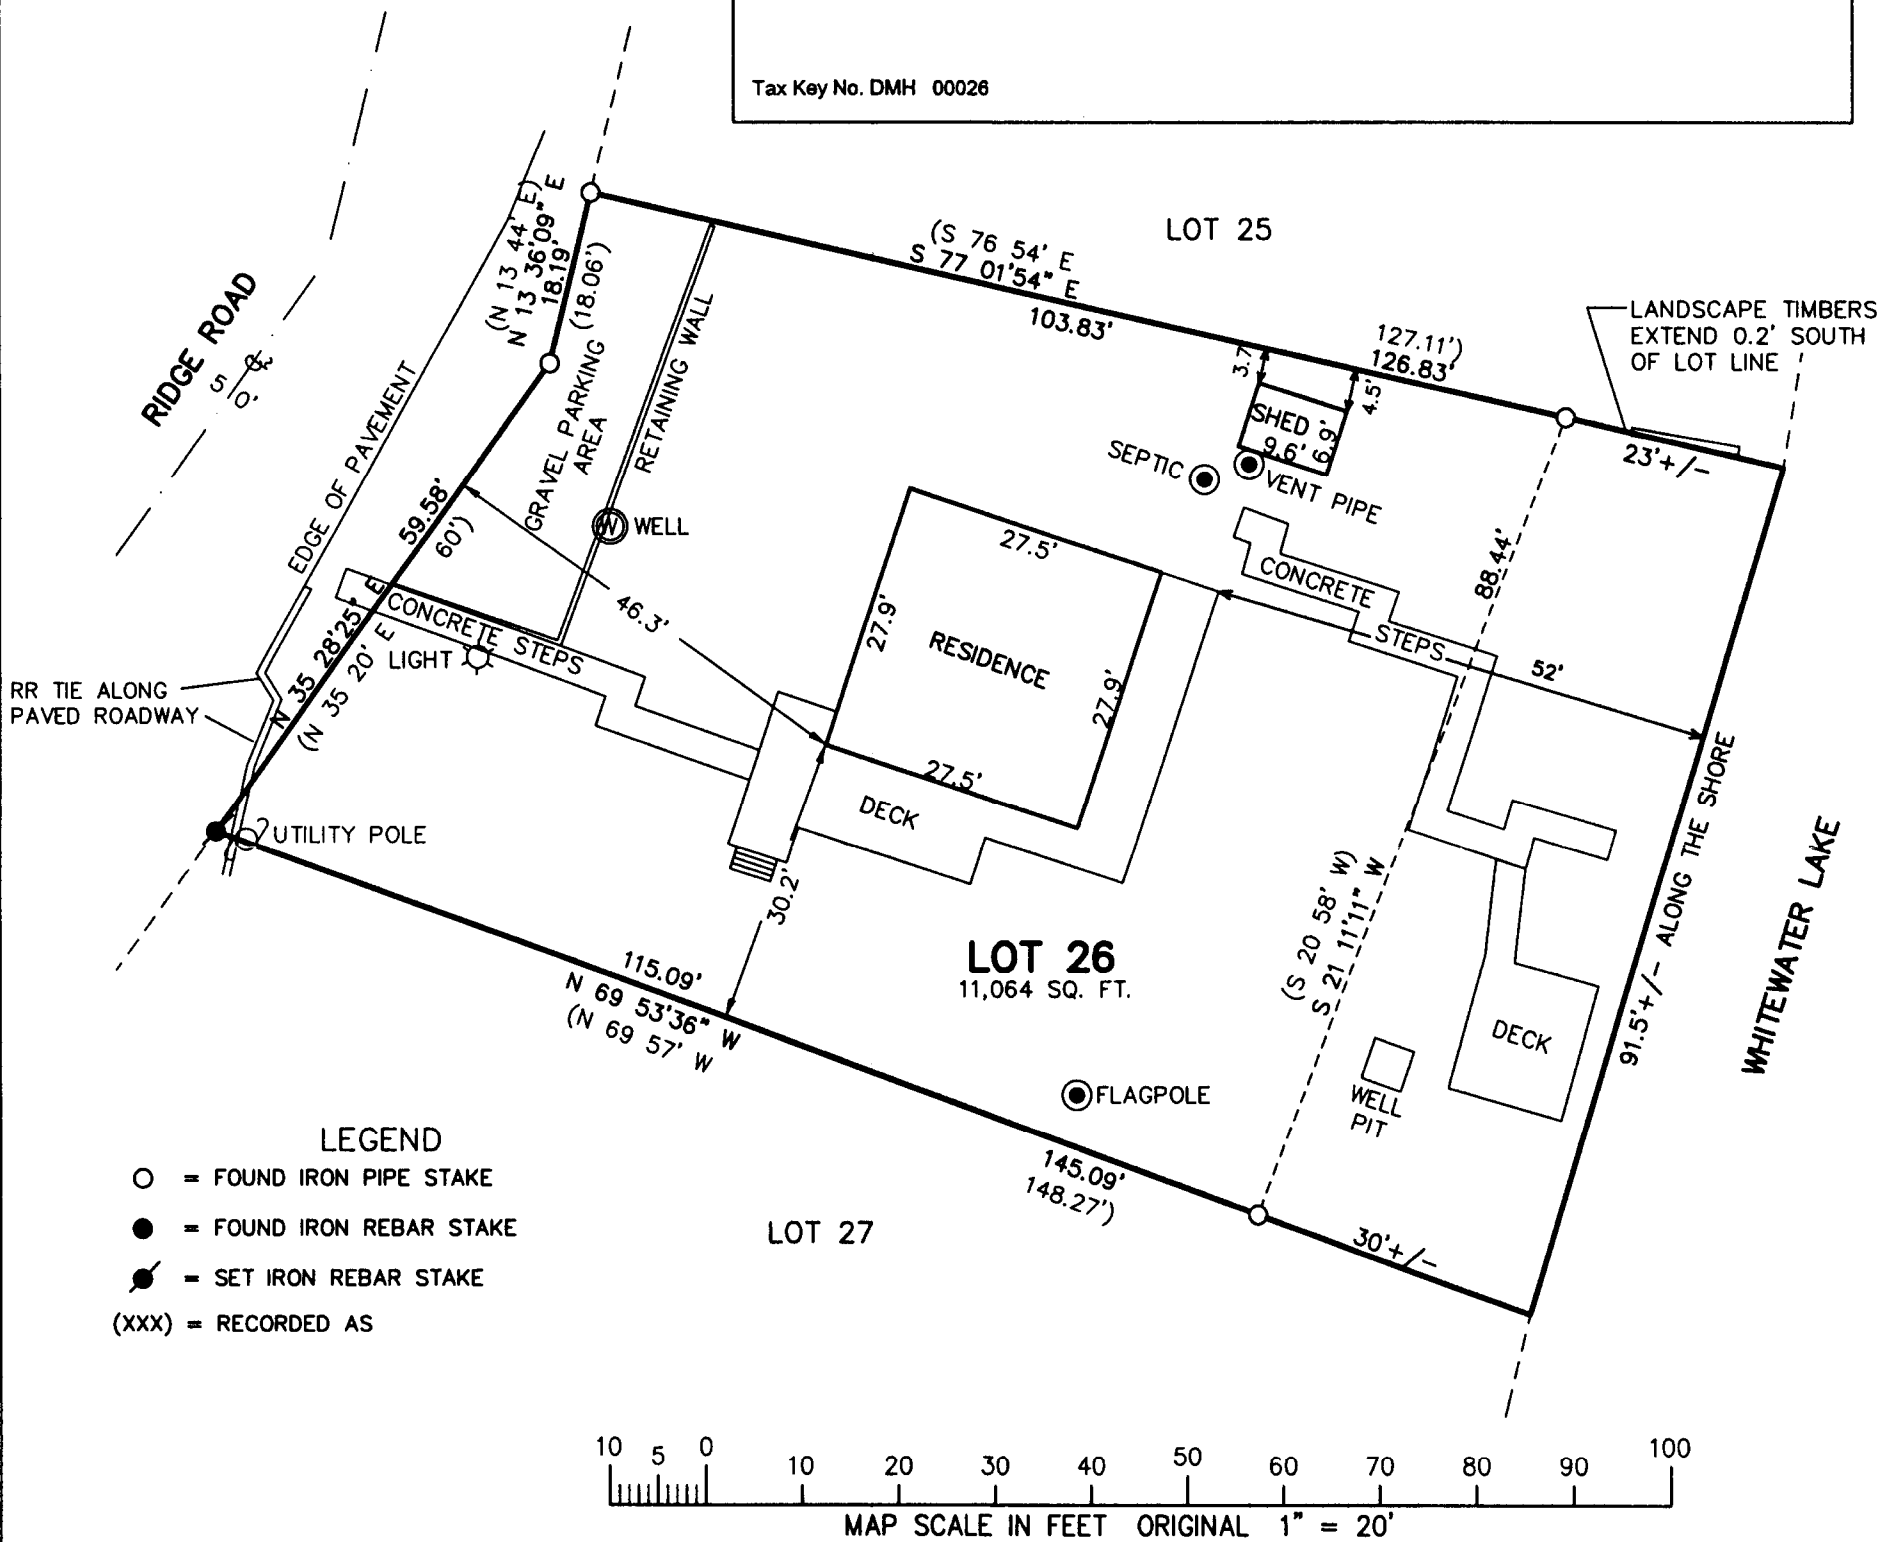 Tax Key No. DMH 00026
LOT 25
(S 76 54' E
S 77 01'54" E
103.83'
127.11')
126.83'
LANDSCAPE TIMBERS
EXTEND 0.2' SOUTH
OF LOT LINE
23'+/-
(N 13 44' E)
N 13 36'09" E
18.19'
(18.06')
RIDGE ROAD
50'
EDGE OF PAVEMENT
GRAVEL PARKING
AREA
RETAINING WALL
W WELL
59.58'
60')
N 35 28'25" E
(N 35 20' E
3.7'
4.5'
SHED
9.6'
6.9'
SEPTIC
VENT PIPE
CONCRETE
STEPS
88.44'
52'
27.5'
27.9'
RESIDENCE
27.9'
27.5'
46.3'
CONCRETE STEPS
LIGHT
RR TIE ALONG
PAVED ROADWAY
UTILITY POLE
DECK
30.2'
LOT 26
11,064 SQ. FT.
115.09'
N 69 53'36" W
(N 69 57' W
(S 20 58' W)
S 21 11'11" W
91.5'+/- ALONG THE SHORE
WHITEWATER LAKE
DECK
WELL
PIT
FLAGPOLE
145.09'
148.27')
30'+/-
LOT 27
LEGEND
= FOUND IRON PIPE STAKE
= FOUND IRON REBAR STAKE
= SET IRON REBAR STAKE
(XXX) = RECORDED AS
10 5 0 10 20 30 40 50 60 70 80 90 100
MAP SCALE IN FEET ORIGINAL 1" = 20'